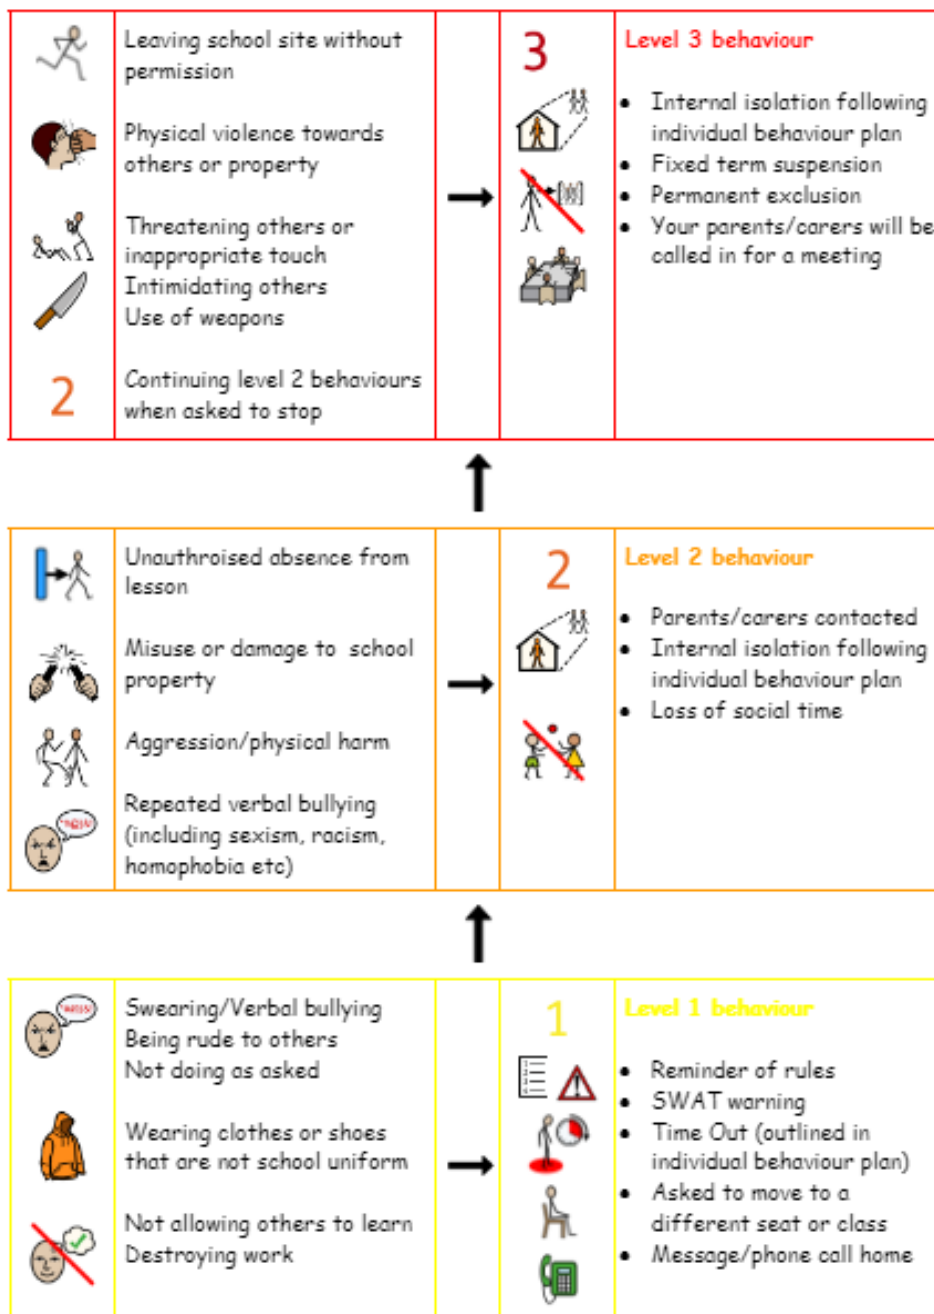 Leaving school site without
permission
Physical violence towards
others or property
Threatening others or
inappropriate touch
Intimidating others
Use of weapons
2
Continuing level 2 behaviours
when asked to stop
3
Level 3 behaviour
• Internal isolation following
individual behaviour plan
• Fixed term suspension
• Permanent exclusion
• Your parents/carers will be
called in for a meeting
Unauthroised absence from
lesson
Misuse or damage to school
property
Aggression/physical harm
Repeated verbal bullying
(including sexism, racism,
homophobia etc)
2
Level 2 behaviour
• Parents/carers contacted
• Internal isolation following
individual behaviour plan
• Loss of social time
Swearing/Verbal bullying
Being rude to others
Not doing as asked
Wearing clothes or shoes
that are not school uniform
Not allowing others to learn
Destroying work
1
Level 1 behaviour
• Reminder of rules
• SWAT warning
• Time Out (outlined in
individual behaviour plan)
• Asked to move to a
different seat or class
• Message/phone call home